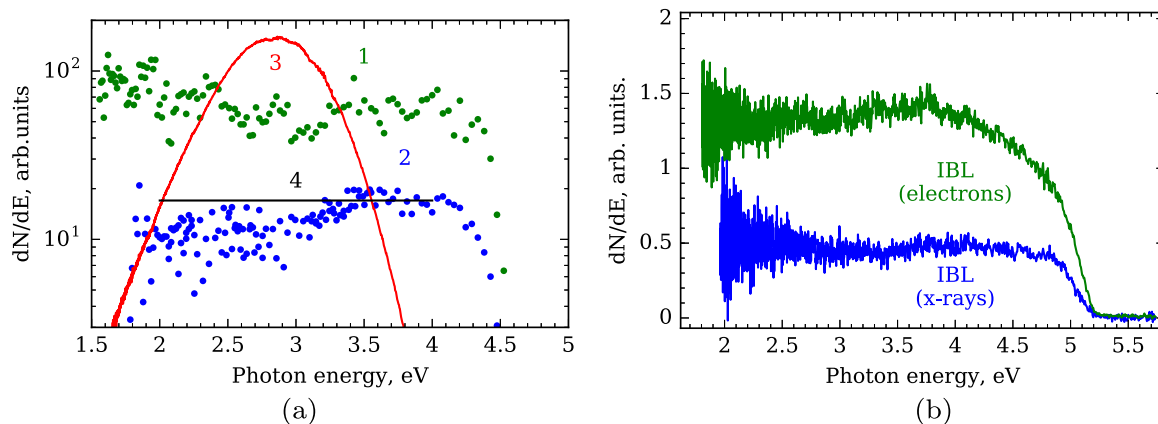 dN/dE, arb.units
10²
10¹
1
3
2
4
1.5 2 2.5 3 3.5 4 4.5 5
Photon energy, eV
(a)
dN/dE, arb. units.
2
1.5
1
0.5
0
IBL
(electrons)
IBL
(x-rays)
2 2.5 3 3.5 4 4.5 5 5.5
Photon energy, eV
(b)